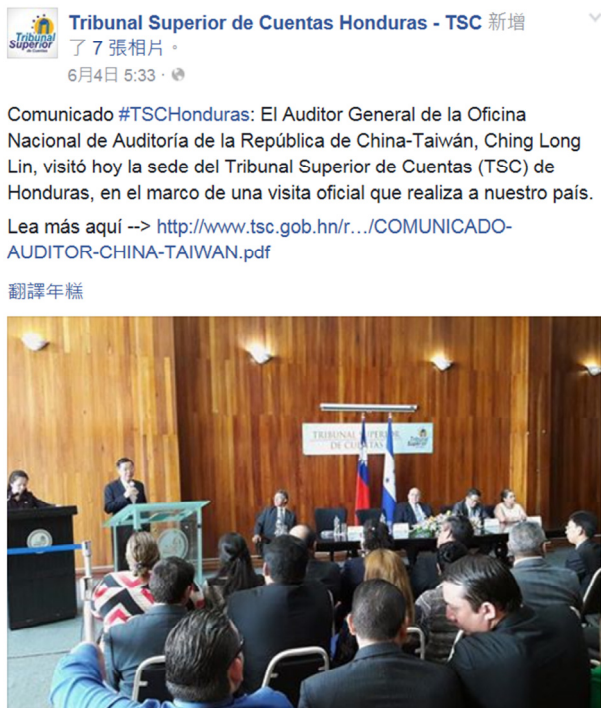 Tribunal Superior de Cuentas Honduras - TSC 新增
了 7 張相片。
6月4日 5:33 ·
Tribunal
Superior
de Cuentas
Comunicado #TSCHonduras: El Auditor General de la Oficina
Nacional de Auditoría de la República de China-Taiwán, Ching Long
Lin, visitó hoy la sede del Tribunal Superior de Cuentas (TSC) de
Honduras, en el marco de una visita oficial que realiza a nuestro país.
Lea más aquí --> http://www.tsc.gob.hn/r…/COMUNICADO-
AUDITOR-CHINA-TAIWAN.pdf
翻譯年糕
TRIBUNAL SUPERIOR
DE CUENTAS
Tribunal
Superior